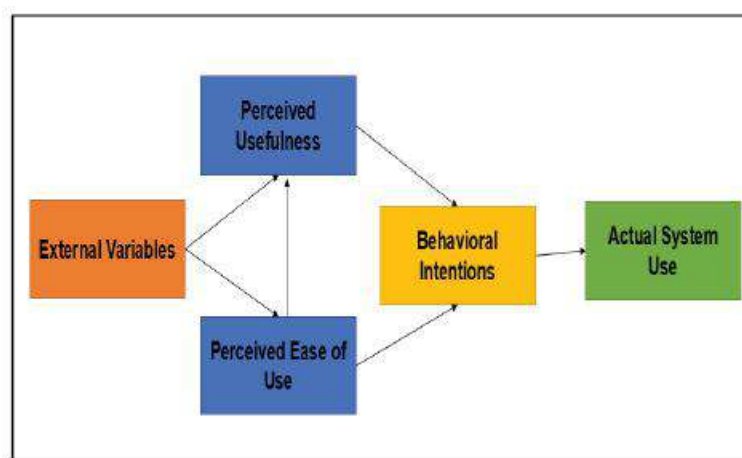 Perceived
Usefulness
External Variables
Behavioral
Intentions
Actual System
Use
Perceived Ease of
Use